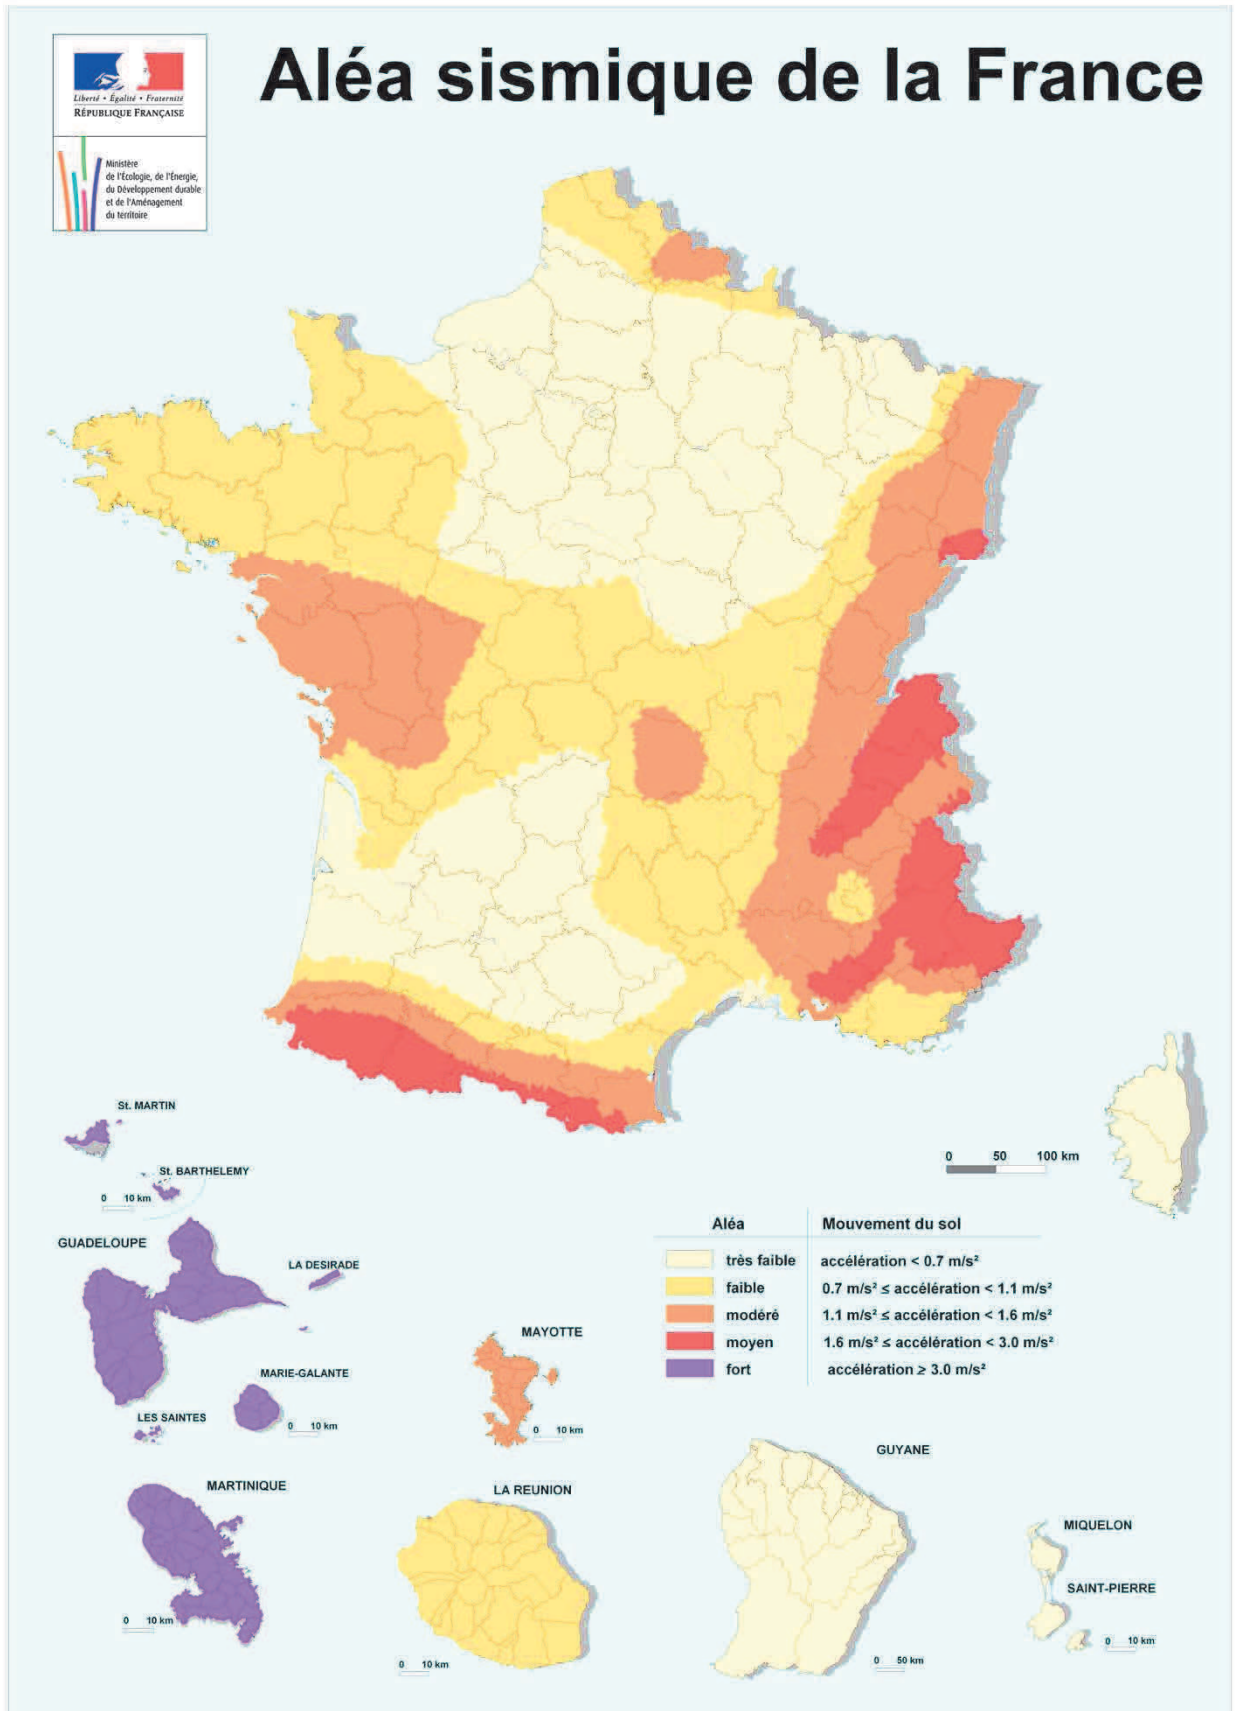 Aléa sismique de la France
Liberté • Égalité • Fraternité
RÉPUBLIQUE FRANÇAISE
Ministère
de l'Écologie, de l'Énergie,
du Développement durable
et de l'Aménagement
du territoire
St. MARTIN
St. BARTHELEMY
0 10 km
GUADELOUPE
LA DESIRADE
MARIE-GALANTE
0 10 km
LES SAINTES
MARTINIQUE
0 10 km
MAYOTTE
0 10 km
LA REUNION
0 10 km
0 50 100 km
Aléa Mouvement du sol
très faible accélération < 0.7 m/s²
faible 0.7 m/s² ≤ accélération < 1.1 m/s²
modéré 1.1 m/s² ≤ accélération < 1.6 m/s²
moyen 1.6 m/s² ≤ accélération < 3.0 m/s²
fort accélération ≥ 3.0 m/s²
GUYANE
0 50 km
MIQUELON
SAINT-PIERRE
0 10 km